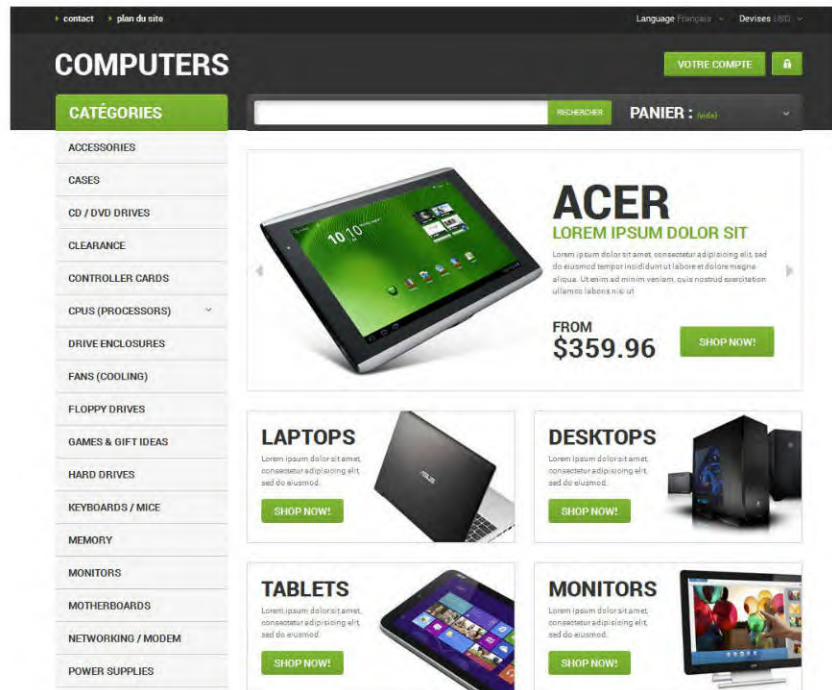 contact plan du site
Language Français Devises USD
COMPUTERS
VOTRE COMPTE
CATÉGORIES
RECHERCHER
PANIER : (vide)
ACCESSORIES
CASES
CD / DVD DRIVES
CLEARANCE
CONTROLLER CARDS
CPUS (PROCESSORS)
DRIVE ENCLOSURES
FANS (COOLING)
FLOPPY DRIVES
GAMES & GIFT IDEAS
HARD DRIVES
KEYBOARDS / MICE
MEMORY
MONITORS
MOTHERBOARDS
NETWORKING / MODEM
POWER SUPPLIES
10 10
ACER
LOREM IPSUM DOLOR SIT
Lorem ipsum dolor sit amet, consectetur adipisicing elit, sed
do eiusmod tempor incididunt ut labore et dolore magna
aliqua. Ut enim ad minim veniam, quis nostrud exercitation
ullamco laboris nisi ut
FROM
$359.96
SHOP NOW!
LAPTOPS
Lorem ipsum dolor sit amet,
consectetur adipisicing elit,
sed do eiusmod.
SHOP NOW!
ASUS
DESKTOPS
Lorem ipsum dolor sit amet,
consectetur adipisicing elit,
sed do eiusmod.
SHOP NOW!
TABLETS
Lorem ipsum dolor sit amet,
consectetur adipisicing elit,
sed do eiusmod.
SHOP NOW!
MONITORS
Lorem ipsum dolor sit amet,
consectetur adipisicing elit,
sed do eiusmod.
SHOP NOW!